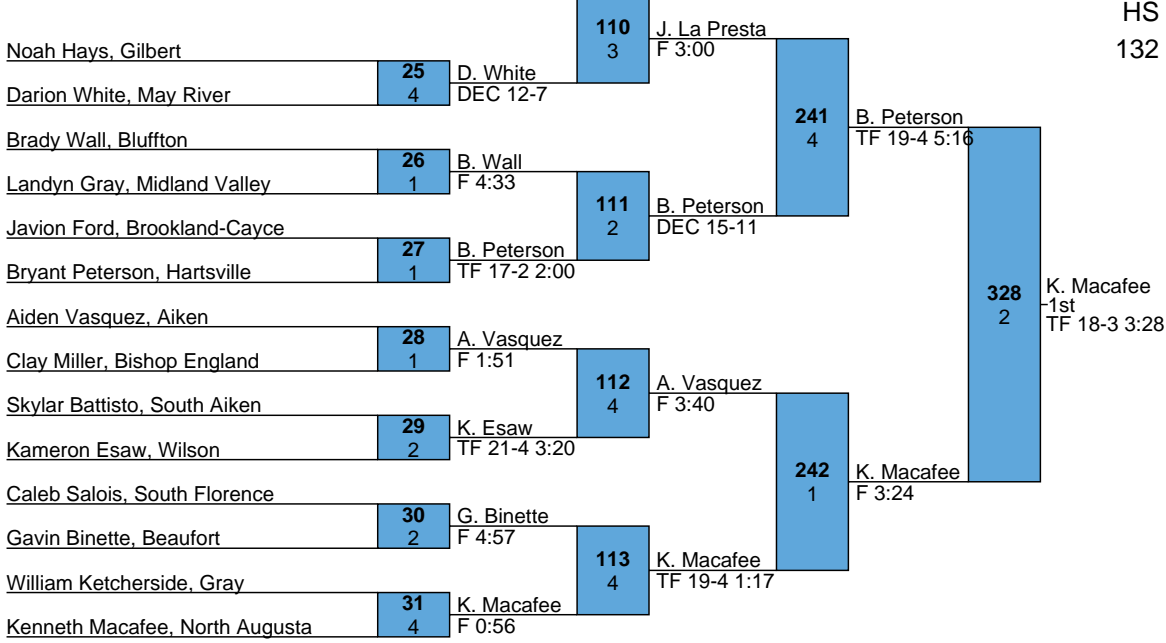 HS
132
110
3
J. La Presta
F 3:00
Noah Hays, Gilbert
25
4
D. White
DEC 12-7
Darion White, May River
241
4
B. Peterson
TF 19-4 5:16
Brady Wall, Bluffton
26
1
B. Wall
F 4:33
Landyn Gray, Midland Valley
111
2
B. Peterson
DEC 15-11
Javion Ford, Brookland-Cayce
27
1
B. Peterson
TF 17-2 2:00
Bryant Peterson, Hartsville
328
2
K. Macafee
1st
TF 18-3 3:28
Aiden Vasquez, Aiken
28
1
A. Vasquez
F 1:51
Clay Miller, Bishop England
112
4
A. Vasquez
F 3:40
Skylar Battisto, South Aiken
29
2
K. Esaw
TF 21-4 3:20
Kameron Esaw, Wilson
242
1
K. Macafee
F 3:24
Caleb Salois, South Florence
30
2
G. Binette
F 4:57
Gavin Binette, Beaufort
113
4
K. Macafee
TF 19-4 1:17
William Ketcherside, Gray
31
4
K. Macafee
F 0:56
Kenneth Macafee, North Augusta